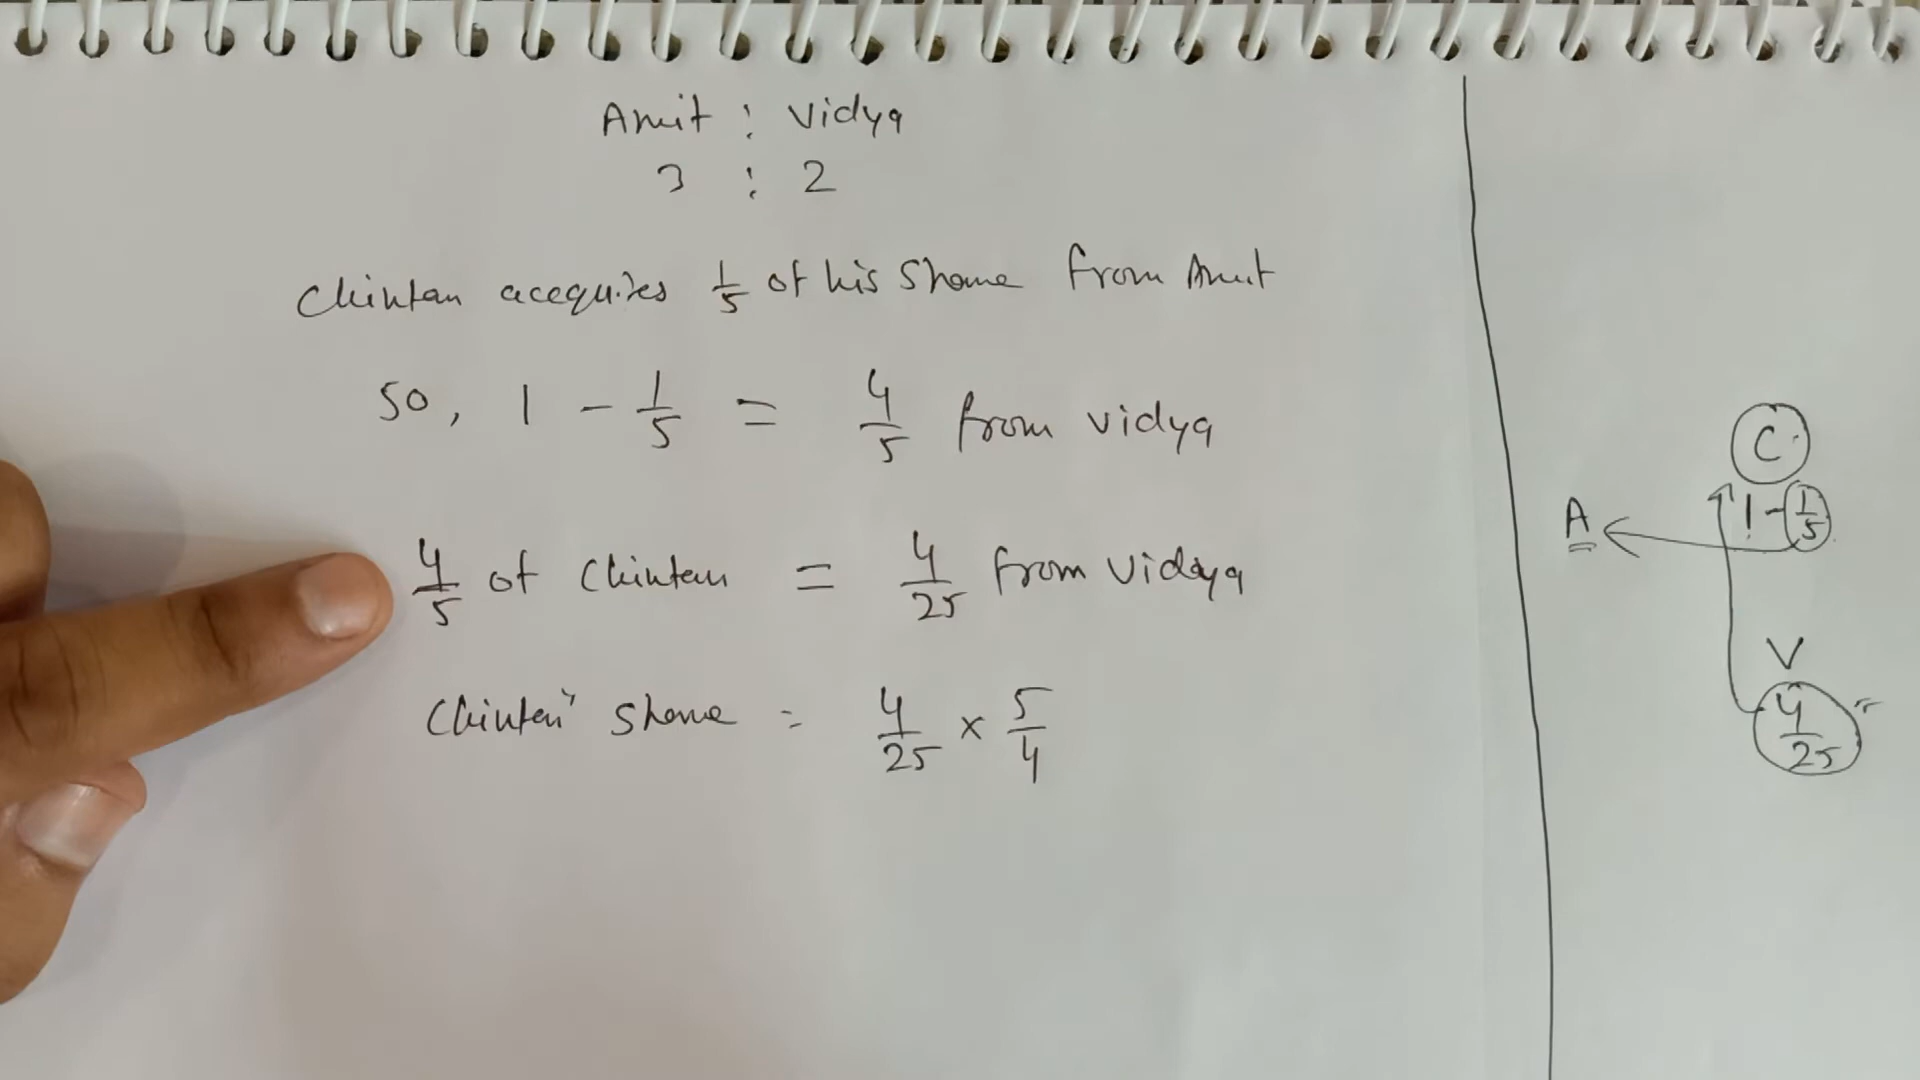 Amit : Vidya
3 : 2
Chintan acequires 1/5 of his Share from Amit
So, 1 - 1/5 = 4/5 from vidya
4/5 of Chintan = 4/25 from Vidaya
Chintan' Share = 4/25 x 5/4
C
A 1 - 1/5
V
4/25